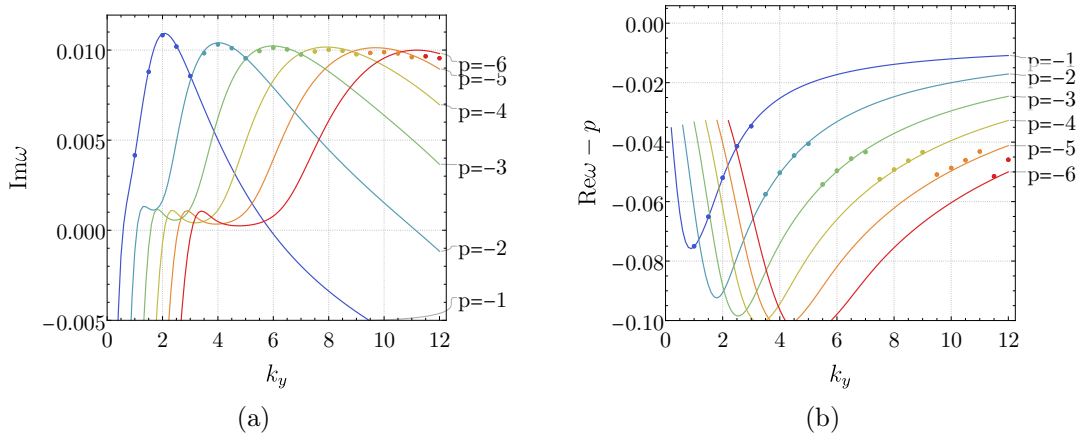 0.010
0.005
0.000
−0.005
Imω
0 2 4 6 8 10 12
k_y
p=−6
p=−5
p=−4
p=−3
p=−2
p=−1
(a)
0.00
−0.02
−0.04
−0.06
−0.08
−0.10
Reω − p
0 2 4 6 8 10 12
k_y
p=−1
p=−2
p=−3
p=−4
p=−5
p=−6
(b)